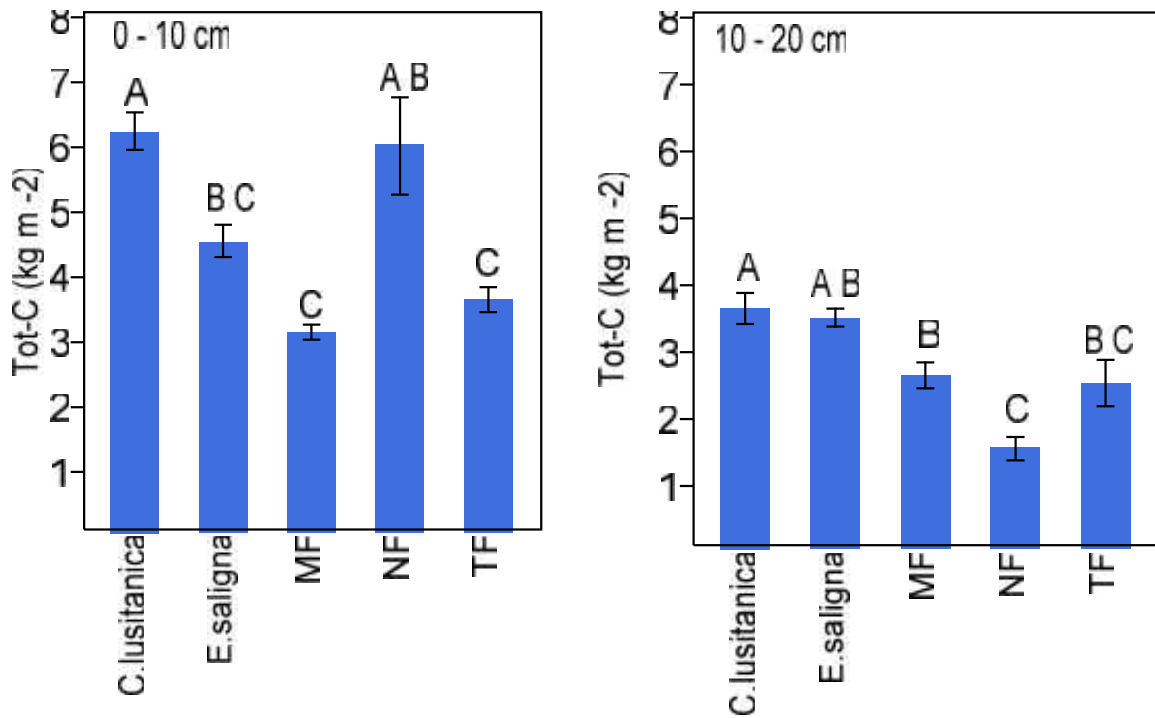 0 - 10 cm
Tot-C (kg m -2)
8
7
6
5
4
3
2
1
A
B C
C
A B
C
C.lusitanica
E.saligna
MF
NF
TF
10 - 20 cm
Tot-C (kg m -2)
8
7
6
5
4
3
2
1
A
A B
B
C
B C
C.lusitanica
E.saligna
MF
NF
TF